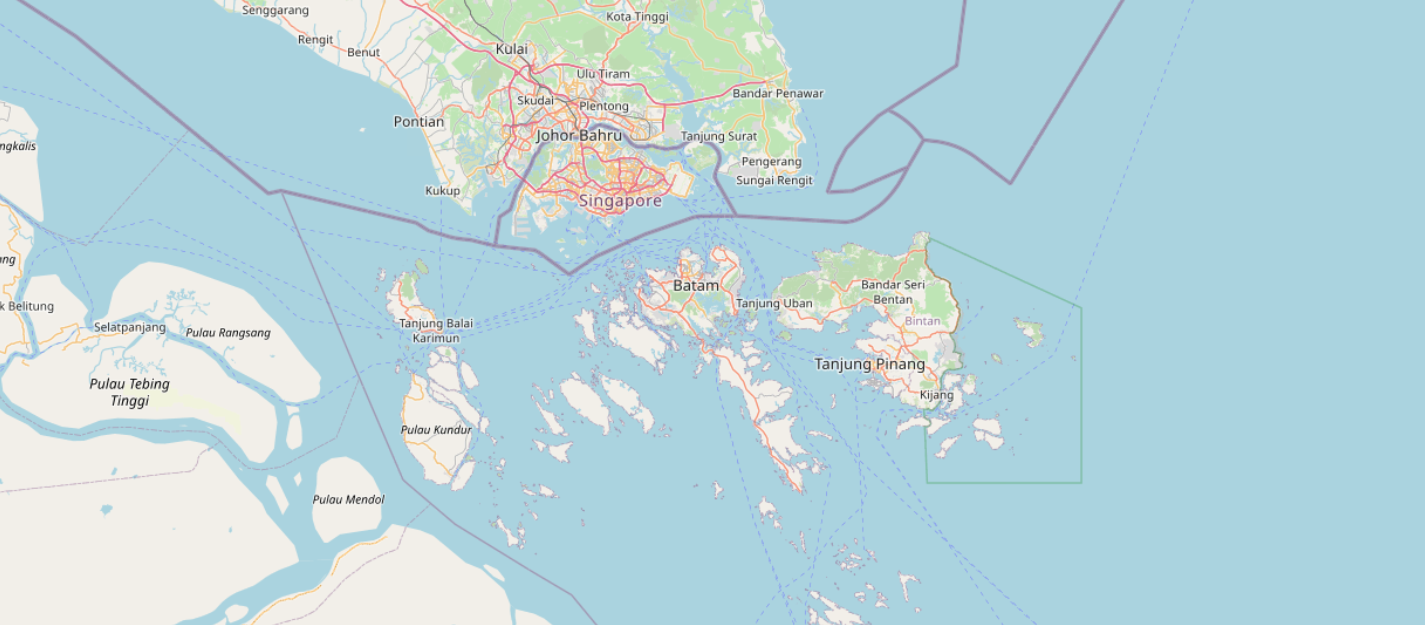 Senggarang
Kota Tinggi
Rengit
Benut
Kulai
Ulu Tiram
Bandar Penawar
Skudai
Plentong
Pontian
Johor Bahru
Tanjung Surat
ngkalis
Pengerang
Sungai Rengit
Kukup
Singapore
ng
Batam
Bandar Seri
Bentan
Tanjung Uban
k Belitung
Selatpanjang
Pulau Rangsang
Tanjung Balai
Karimun
Bintan
Tanjung Pinang
Pulau Tebing
Tinggi
Kijang
Pulau Kundur
Pulau Mendol